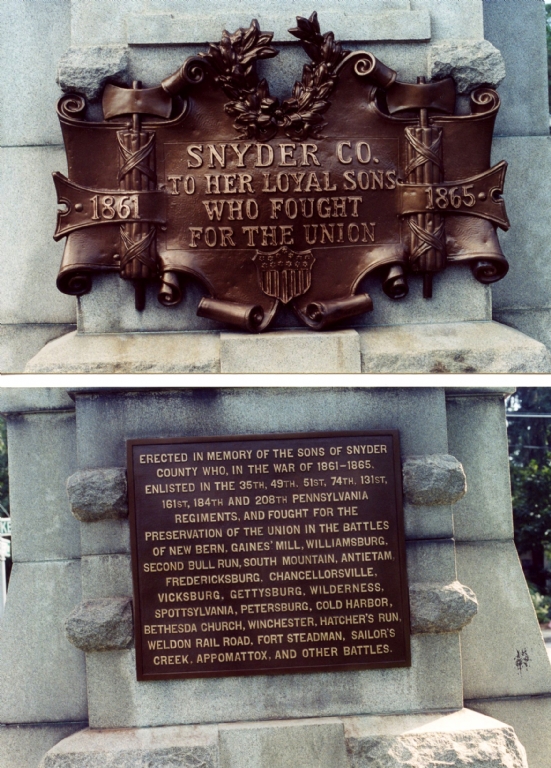 SNYDER CO.
TO HER LOYAL SONS
1861 WHO FOUGHT 1865
FOR THE UNION
ERECTED IN MEMORY OF THE SONS OF SNYDER
COUNTY WHO, IN THE WAR OF 1861-1865,
ENLISTED IN THE 35TH, 49TH, 51ST, 74TH, 131ST,
161ST, 184TH AND 208TH PENNSYLVANIA
REGIMENTS, AND FOUGHT FOR THE
PRESERVATION OF THE UNION IN THE BATTLES
OF NEW BERN, GAINES' MILL, WILLIAMSBURG,
SECOND BULL RUN, SOUTH MOUNTAIN, ANTIETAM,
FREDERICKSBURG, CHANCELLORSVILLE,
VICKSBURG, GETTYSBURG, WILDERNESS,
SPOTTSYLVANIA, PETERSBURG, COLD HARBOR,
BETHESDA CHURCH, WINCHESTER, HATCHER'S RUN,
WELDON RAIL ROAD, FORT STEADMAN, SAILOR'S
CREEK, APPOMATTOX, AND OTHER BATTLES.